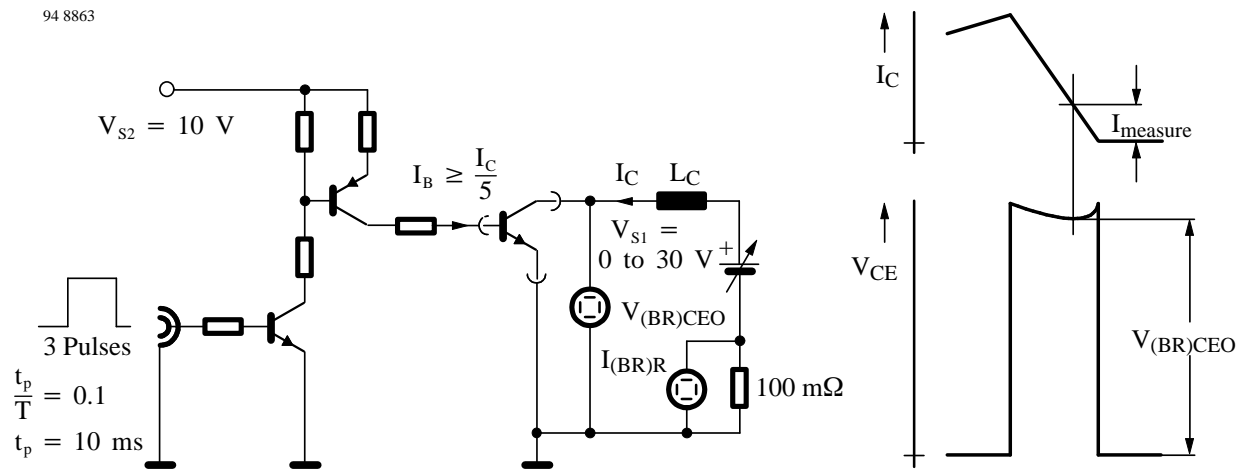 94 8863
V_S2 = 10 V
I_B ≥ I_C/5
I_C
L_C
V_S1 =
0 to 30 V
+
V_(BR)CEO
I_(BR)R
100 mΩ
3 Pulses
t_p/T = 0.1
t_p = 10 ms
I_C
I_measure
V_CE
V_(BR)CEO